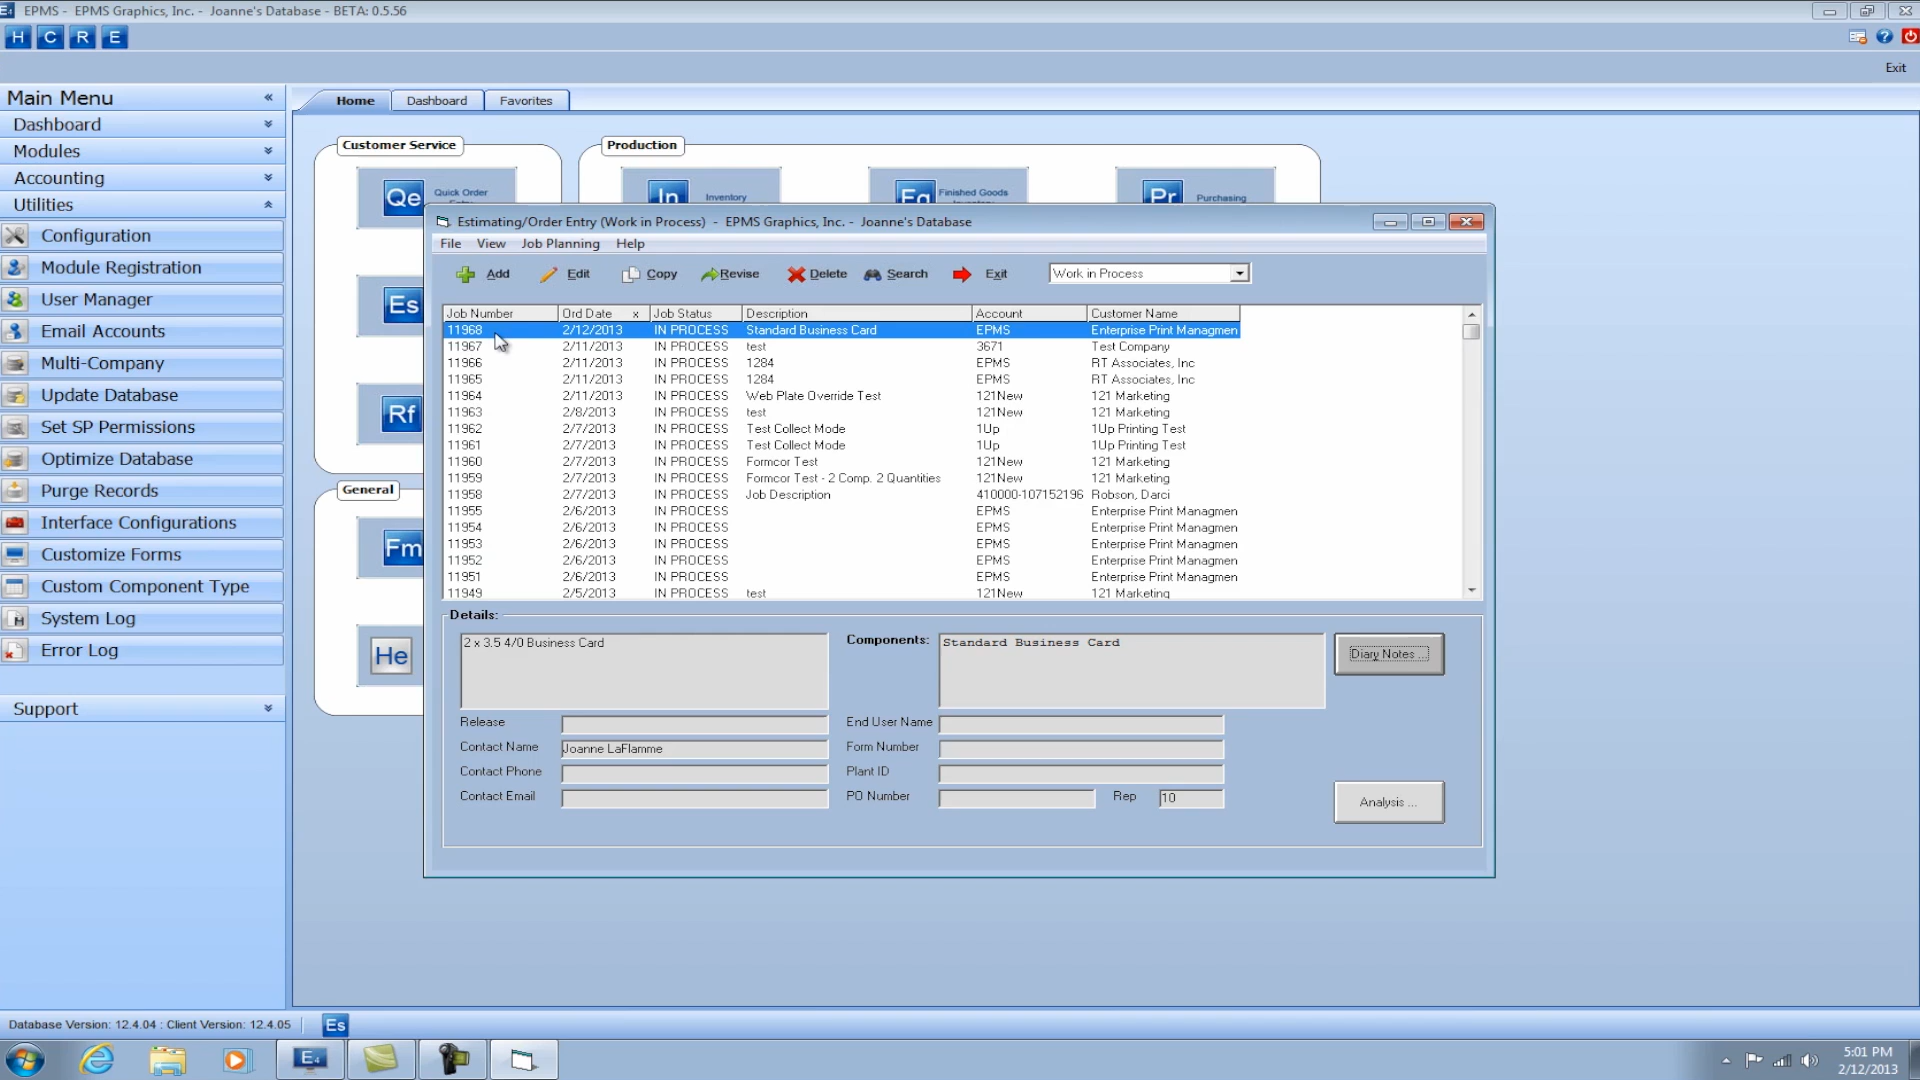 EPMS - EPMS Graphics, Inc. - Joanne's Database - BETA: 0.5.56
H C R E
Exit
Main Menu
Dashboard
Modules
Accounting
Utilities
Configuration
Module Registration
User Manager
Email Accounts
Multi-Company
Update Database
Set SP Permissions
Optimize Database
Purge Records
Interface Configurations
Customize Forms
Custom Component Type
System Log
Error Log
Support
Home Dashboard Favorites
Customer Service
Production
Qe Quick Order
In Inventory
Fg Finished Goods
Pr Purchasing
Es
Rf
General
Fm
He
Estimating/Order Entry (Work in Process) - EPMS Graphics, Inc. - Joanne's Database
File View Job Planning Help
Add Edit Copy Revise Delete Search Exit Work in Process
Job Number Ord Date x Job Status Description Account Customer Name
11968 2/12/2013 IN PROCESS Standard Business Card EPMS Enterprise Print Managmen
11967 2/11/2013 IN PROCESS test 3671 Test Company
11966 2/11/2013 IN PROCESS 1284 EPMS RT Associates, Inc
11965 2/11/2013 IN PROCESS 1284 EPMS RT Associates, Inc
11964 2/11/2013 IN PROCESS Web Plate Override Test 121New 121 Marketing
11963 2/8/2013 IN PROCESS test 121New 121 Marketing
11962 2/7/2013 IN PROCESS Test Collect Mode 1Up 1Up Printing Test
11961 2/7/2013 IN PROCESS Test Collect Mode 1Up 1Up Printing Test
11960 2/7/2013 IN PROCESS Formcor Test 121New 121 Marketing
11959 2/7/2013 IN PROCESS Formcor Test - 2 Comp. 2 Quantities 121New 121 Marketing
11958 2/7/2013 IN PROCESS Job Description 410000-107152196 Robson, Darci
11955 2/6/2013 IN PROCESS EPMS Enterprise Print Managmen
11954 2/6/2013 IN PROCESS EPMS Enterprise Print Managmen
11953 2/6/2013 IN PROCESS EPMS Enterprise Print Managmen
11952 2/6/2013 IN PROCESS EPMS Enterprise Print Managmen
11951 2/6/2013 IN PROCESS EPMS Enterprise Print Managmen
11949 2/5/2013 IN PROCESS test 121New 121 Marketing
Details:
2 x 3.5 4/0 Business Card
Components: Standard Business Card
Diary Notes ...
Release End User Name
Contact Name Joanne LaFlamme Form Number
Contact Phone Plant ID
Contact Email PO Number Rep 10
Analysis ...
Database Version: 12.4.04 : Client Version: 12.4.05 Es
E4
5:01 PM
2/12/2013